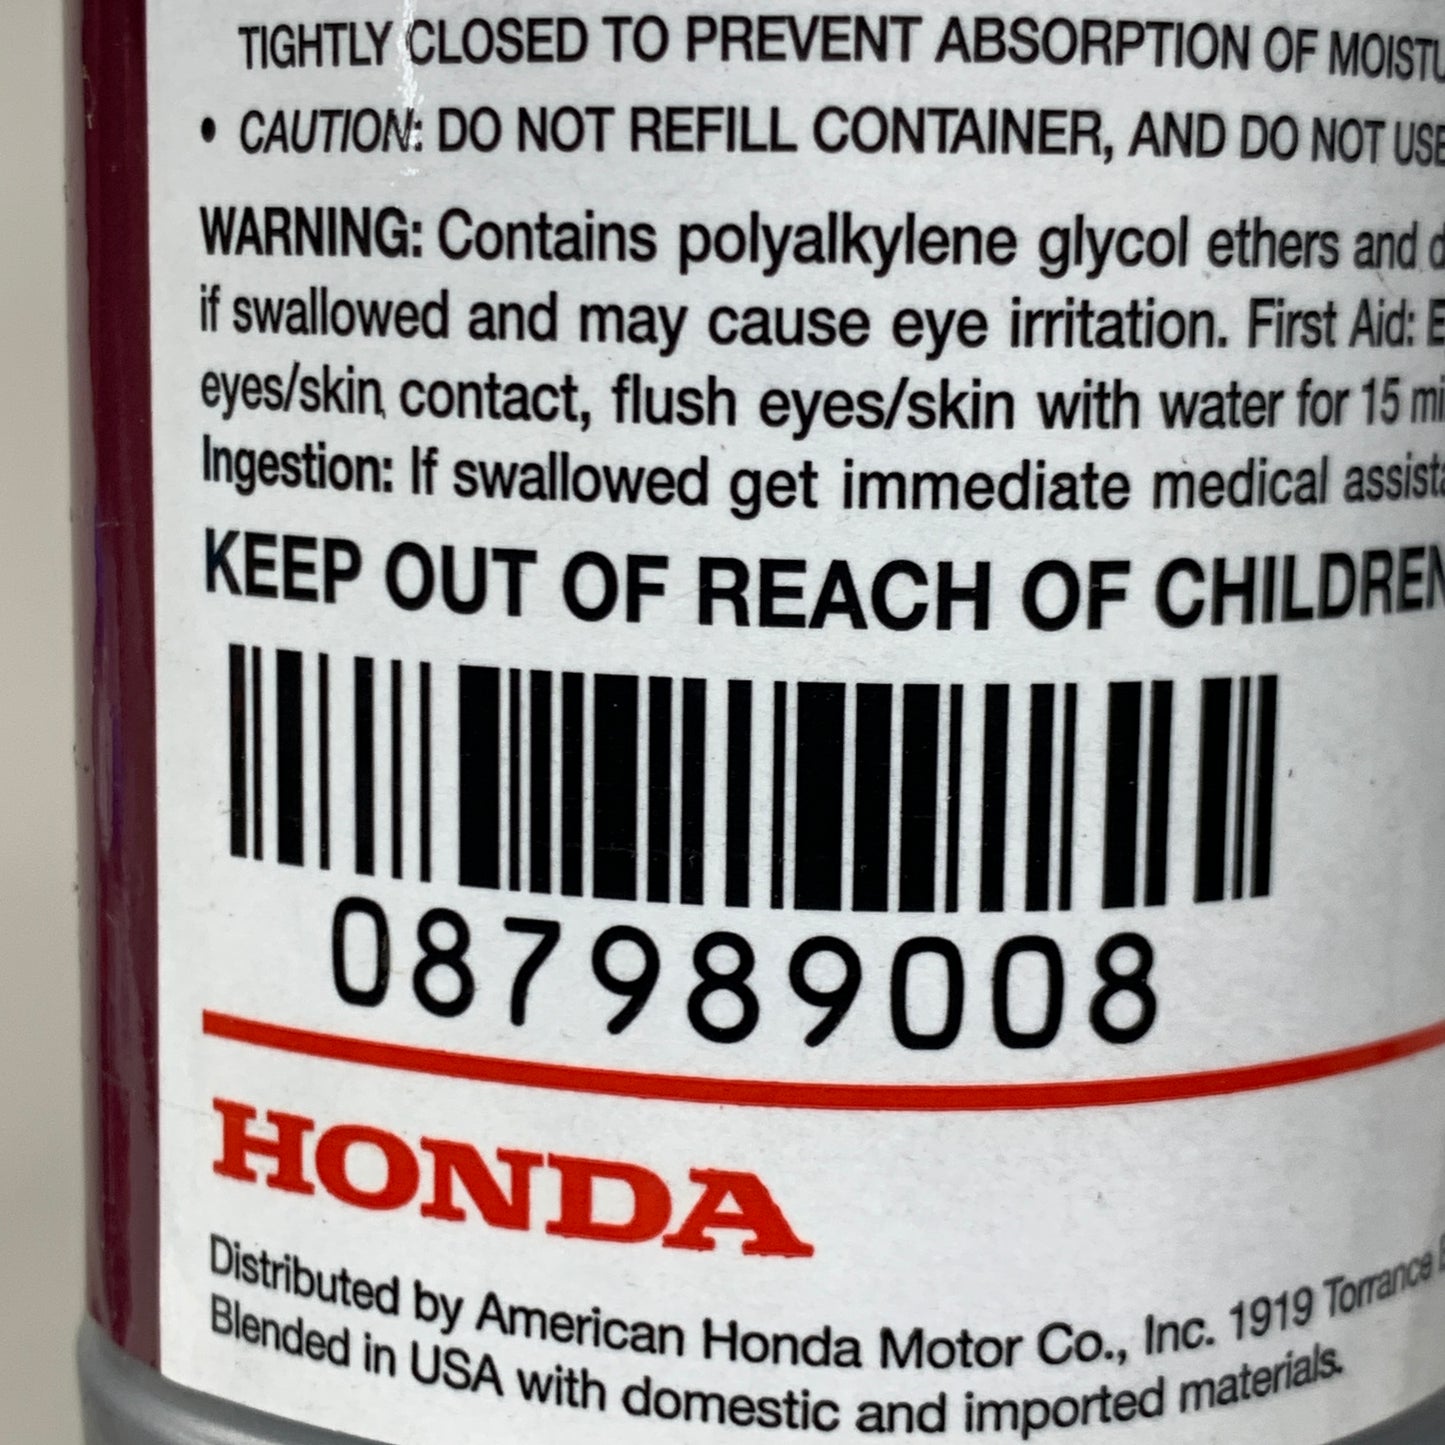 TIGHTLY CLOSED TO PREVENT ABSORPTION OF
• CAUTION: DO NOT REFILL CONTAINER, AND DO NOT USE
WARNING: Contains polyalkylene glycol ethers and
if swallowed and may cause eye irritation. First Aid:
eyes/skin contact, flush eyes/skin with water for 15
Ingestion: If swallowed get immediate medical
KEEP OUT OF REACH OF CHILDREN
087989008
HONDA
Distributed by American Honda Motor Co., Inc. 1919 Torrance
Blended in USA with domestic and imported materials.